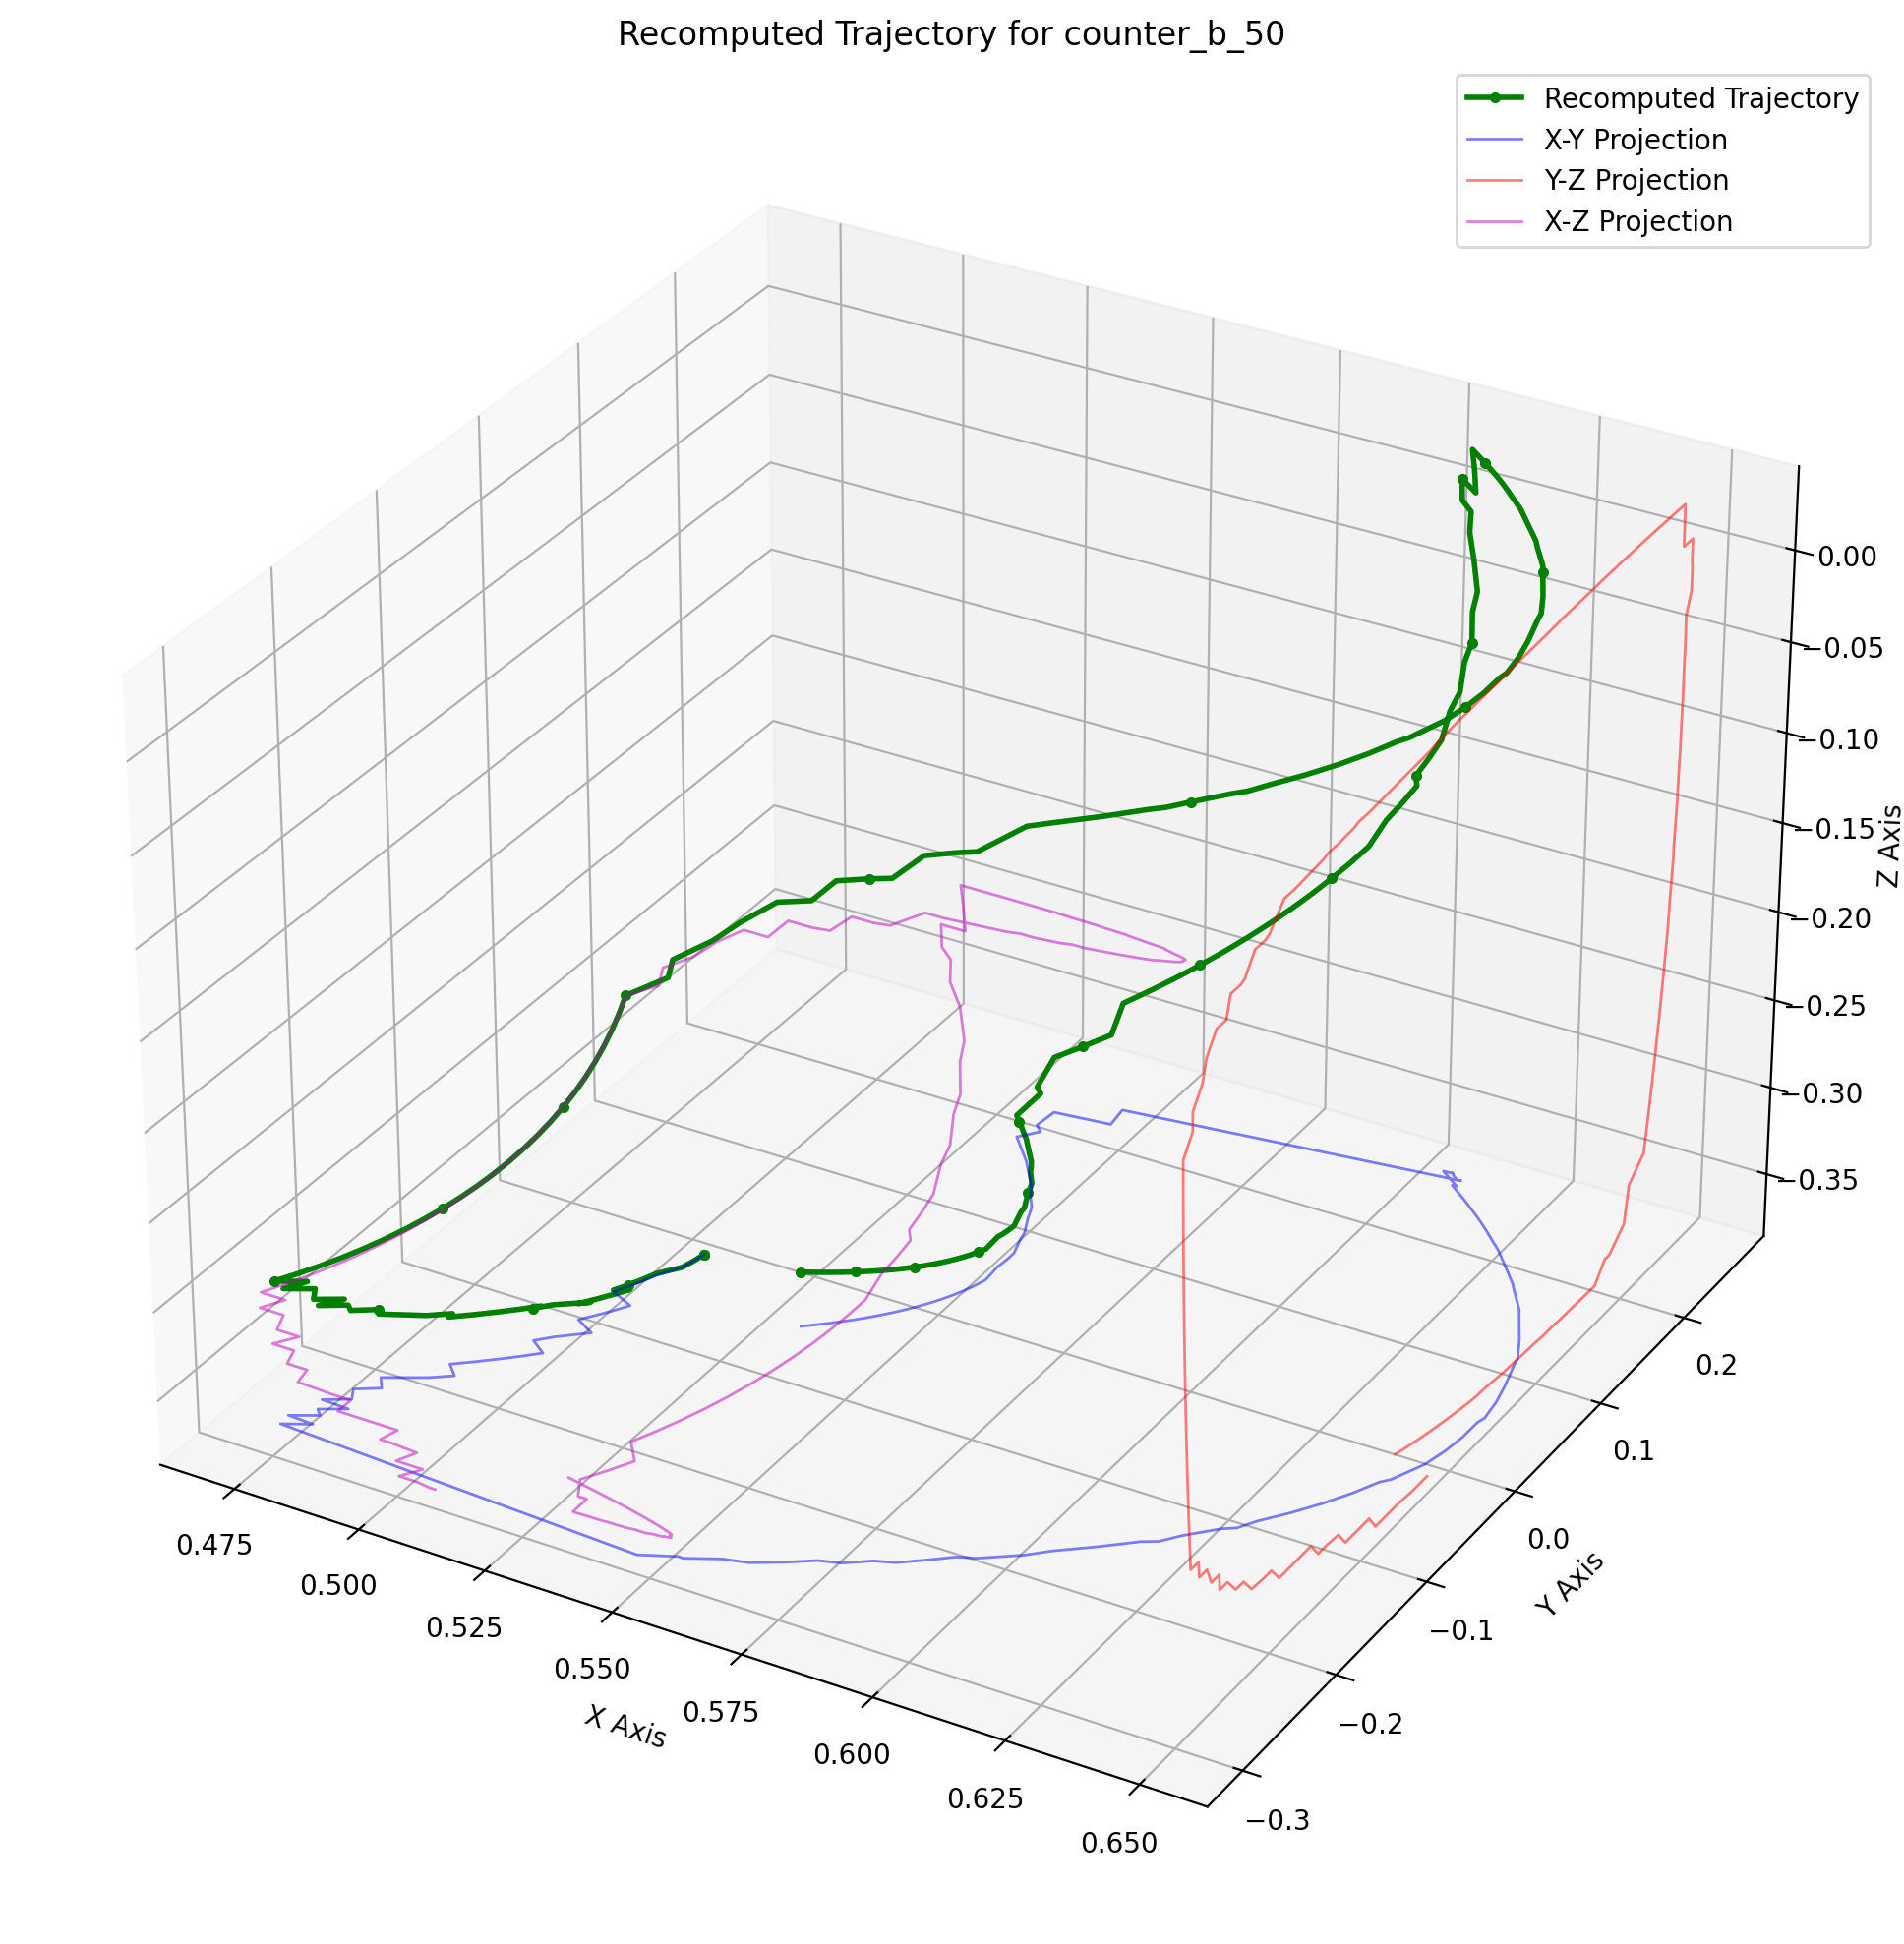 Recomputed Trajectory for counter_b_50
Recomputed Trajectory
X-Y Projection
Y-Z Projection
X-Z Projection
0.00
−0.05
−0.10
−0.15
−0.20
−0.25
−0.30
−0.35
Z Axis
0.2
0.1
0.0
−0.1
−0.2
−0.3
Y Axis
0.475
0.500
0.525
0.550
0.575
0.600
0.625
0.650
X Axis